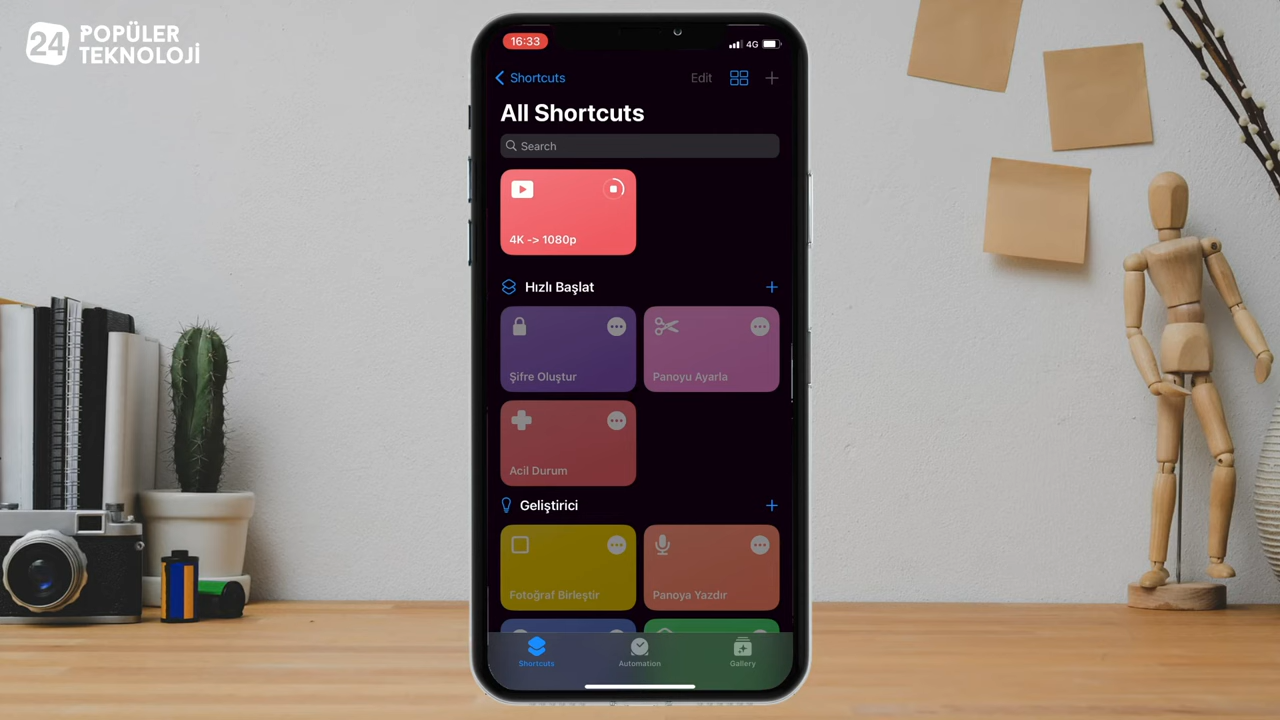 24 POPÜLER
TEKNOLOJİ
16:33
4G
Shortcuts
Edit
All Shortcuts
Search
4K -> 1080p
Hızlı Başlat
Şifre Oluştur
Panoyu Ayarla
Acil Durum
Geliştirici
Fotoğraf Birleştir
Panoya Yazdır
Shortcuts
Automation
Gallery